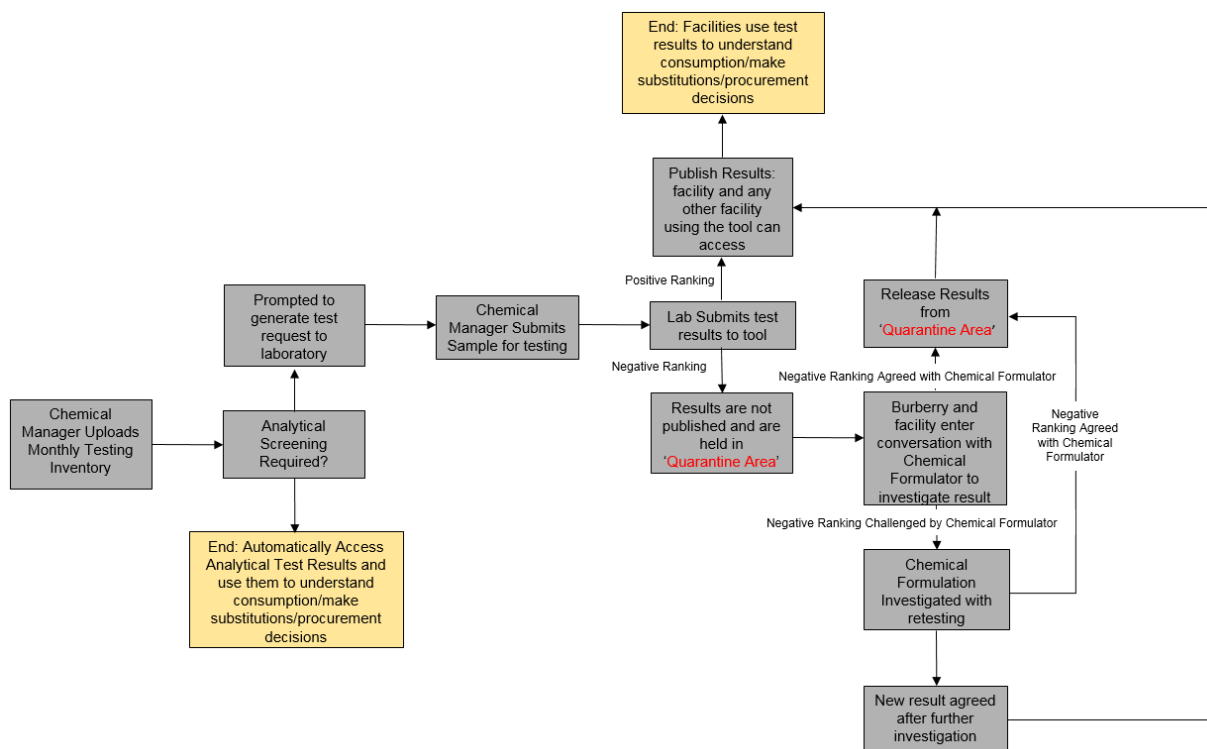 End: Facilities use test
results to understand
consumption/make
substitutions/procurement
decisions
Publish Results:
facility and any
other facility
using the tool can
access
Positive Ranking
Prompted to
generate test
request to
laboratory
Chemical
Manager Submits
Sample for testing
Lab Submits test
results to tool
Release Results
from
‘Quarantine Area’
Negative Ranking
Negative Ranking Agreed with Chemical Formulator
Chemical
Manager Uploads
Monthly Testing
Inventory
Analytical
Screening
Required?
Results are not
published and are
held in
‘Quarantine Area’
Burberry and
facility enter
conversation with
Chemical
Formulator to
investigate result
Negative
Ranking Agreed
with Chemical
Formulator
Negative Ranking Challenged by Chemical Formulator
End: Automatically Access
Analytical Test Results and
use them to understand
consumption/make
substitutions/procurement
decisions
Chemical
Formulation
Investigated with
retesting
New result agreed
after further
investigation